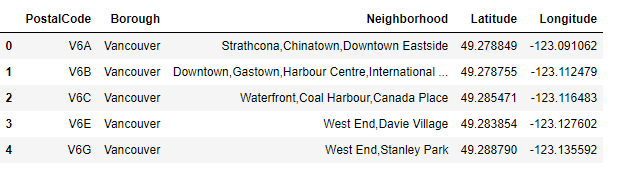 PostalCode Borough Neighborhood Latitude Longitude
0 V6A Vancouver Strathcona,Chinatown,Downtown Eastside 49.278849 -123.091062
1 V6B Vancouver Downtown,Gastown,Harbour Centre,International ... 49.278755 -123.112479
2 V6C Vancouver Waterfront,Coal Harbour,Canada Place 49.285471 -123.116483
3 V6E Vancouver West End,Davie Village 49.283854 -123.127602
4 V6G Vancouver West End,Stanley Park 49.288790 -123.135592